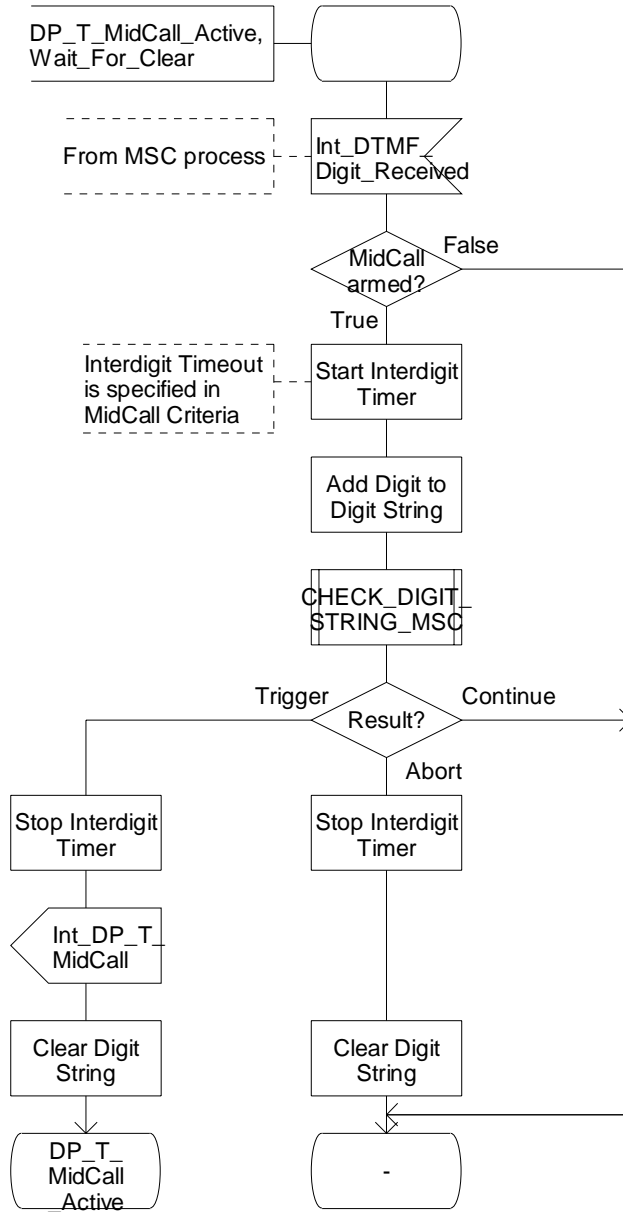 DP_T_MidCall_Active,
Wait_For_Clear
From MSC process
Int_DTMF_
Digit_Received
MidCall
armed?
False
True
Interdigit Timeout
is specified in
MidCall Criteria
Start Interdigit
Timer
Add Digit to
Digit String
CHECK_DIGIT_
STRING_MSC
Trigger
Result?
Continue
Abort
Stop Interdigit
Timer
Stop Interdigit
Timer
Int_DP_T_
MidCall
Clear Digit
String
Clear Digit
String
DP_T_
MidCall
_Active
-